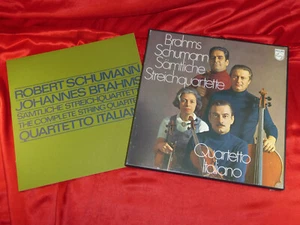 ROBERT SCHUMANN
JOHANNES BRAHMS
SÄMTLICHE STREICHQUARTETTE
THE COMPLETE STRING QUARTETS
QUARTETTO ITALIANO
Brahms
Schumann
Sämtliche
Streichquartette
Quartetto
Italiano